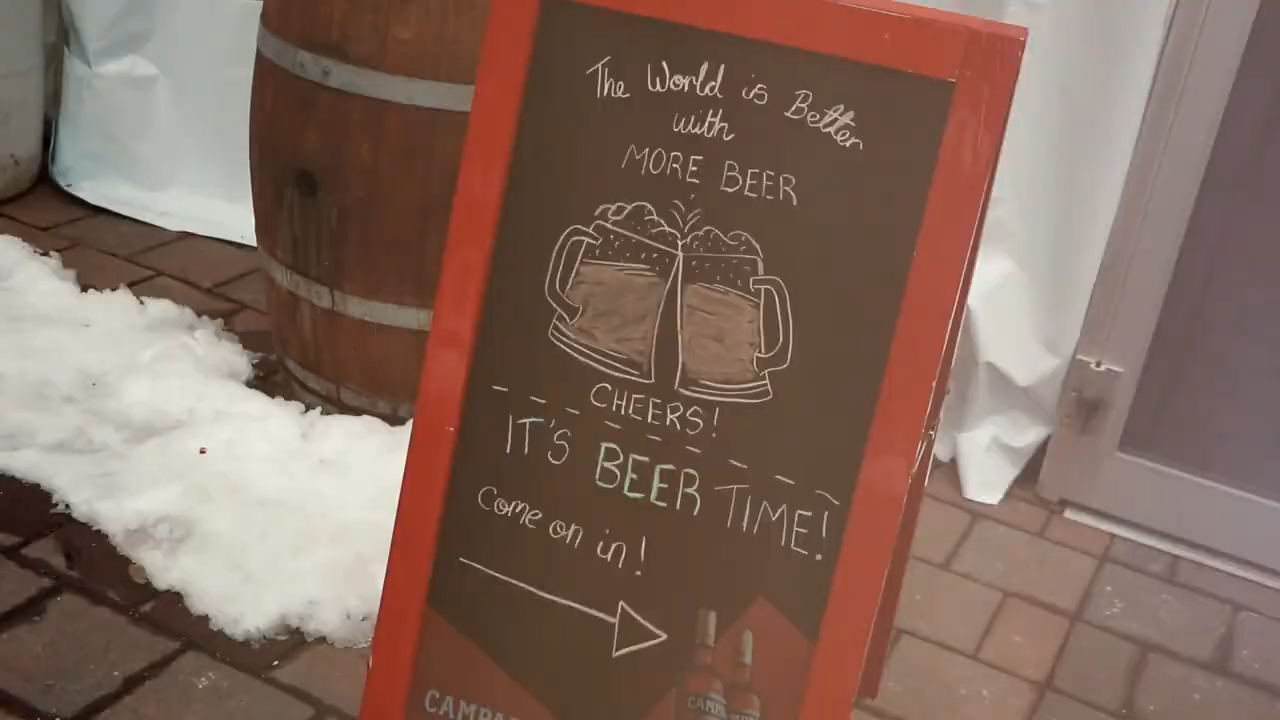 The World is Better
with
MORE BEER
CHEERS!
IT'S BEER TIME!
Come on in!